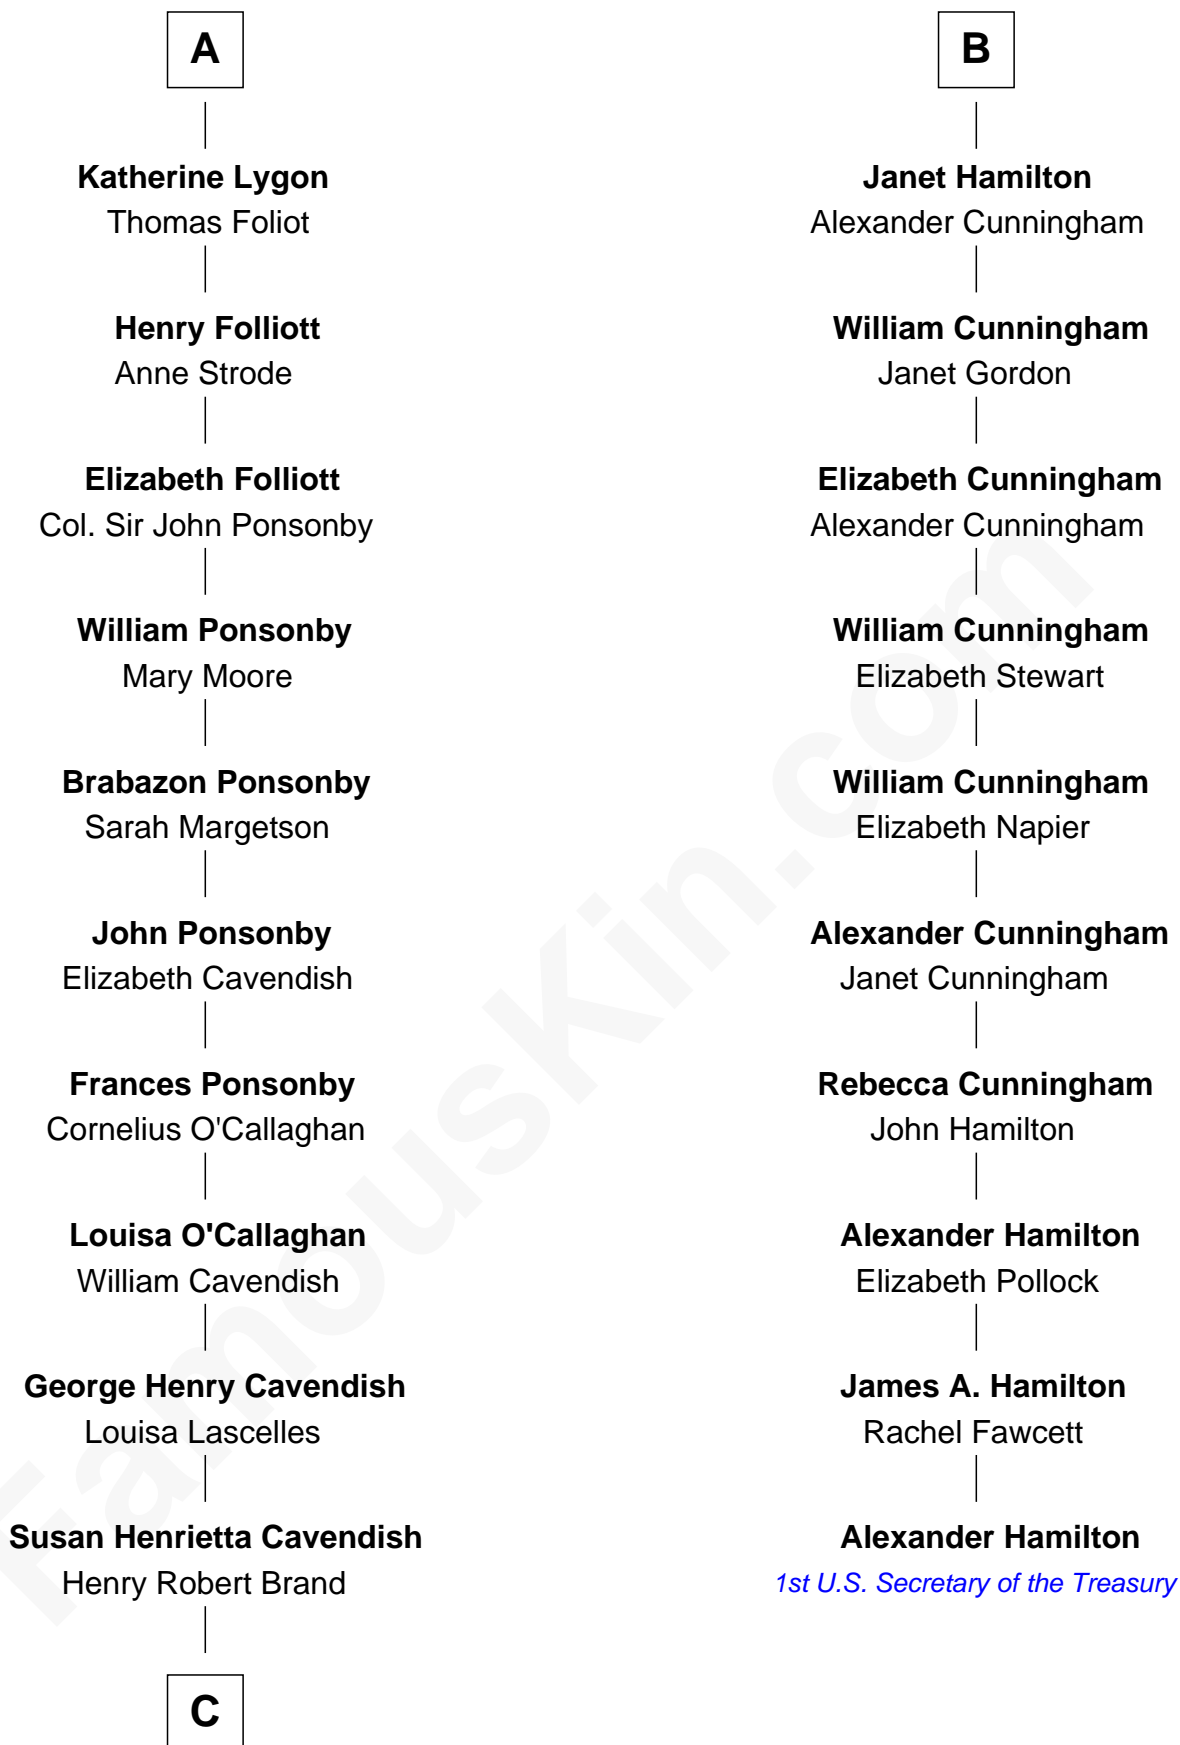 A
Katherine Lygon
Thomas Foliot
Henry Folliott
Anne Strode
Elizabeth Folliott
Col. Sir John Ponsonby
William Ponsonby
Mary Moore
Brabazon Ponsonby
Sarah Margetson
John Ponsonby
Elizabeth Cavendish
Frances Ponsonby
Cornelius O'Callaghan
Louisa O'Callaghan
William Cavendish
George Henry Cavendish
Louisa Lascelles
Susan Henrietta Cavendish
Henry Robert Brand
C
B
Janet Hamilton
Alexander Cunningham
William Cunningham
Janet Gordon
Elizabeth Cunningham
Alexander Cunningham
William Cunningham
Elizabeth Stewart
William Cunningham
Elizabeth Napier
Alexander Cunningham
Janet Cunningham
Rebecca Cunningham
John Hamilton
Alexander Hamilton
Elizabeth Pollock
James A. Hamilton
Rachel Fawcett
Alexander Hamilton
1st U.S. Secretary of the Treasury
FamousKin.com